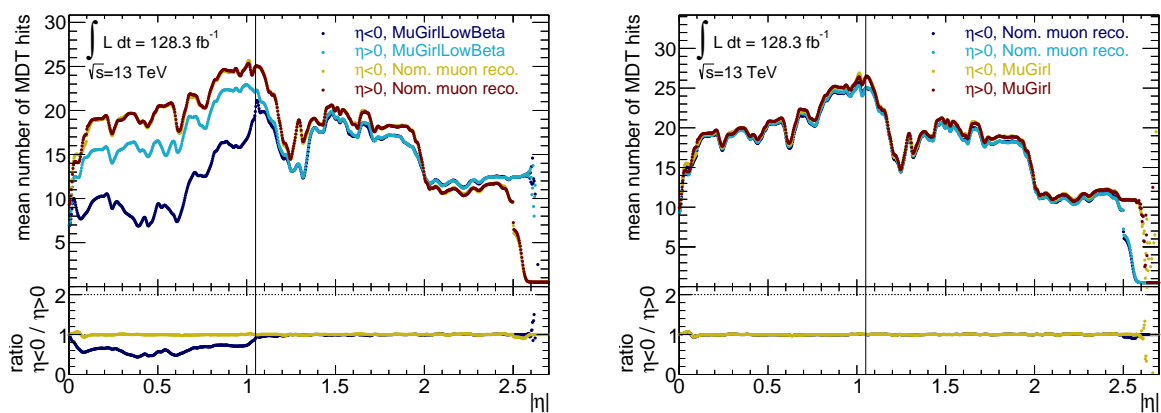 mean number of MDT hits
30
25
20
15
10
5
∫ L dt = 128.3 fb⁻¹
√s=13 TeV
η<0, MuGirlLowBeta
η>0, MuGirlLowBeta
η<0, Nom. muon reco.
η>0, Nom. muon reco.
ratio
η<0 / η>0
2
1
0
0 0.5 1 1.5 2 2.5
|η|
mean number of MDT hits
30
25
20
15
10
5
∫ L dt = 128.3 fb⁻¹
√s=13 TeV
η<0, Nom. muon reco.
η>0, Nom. muon reco.
η<0, MuGirl
η>0, MuGirl
ratio
η<0 / η>0
2
1
0
0 0.5 1 1.5 2 2.5
|η|